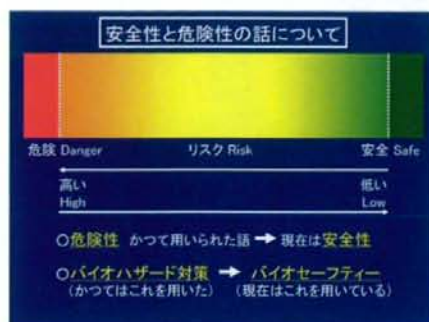 安全性と危険性の話について
危険 Danger リスク Risk 安全 Safe
高い 低い
High Low
○危険性 かつて用いられた語 ➞ 現在は安全性
○バイオハザード対策 ➞ バイオセーフティー
(かつてはこれを用いた) (現在はこれを用いている)